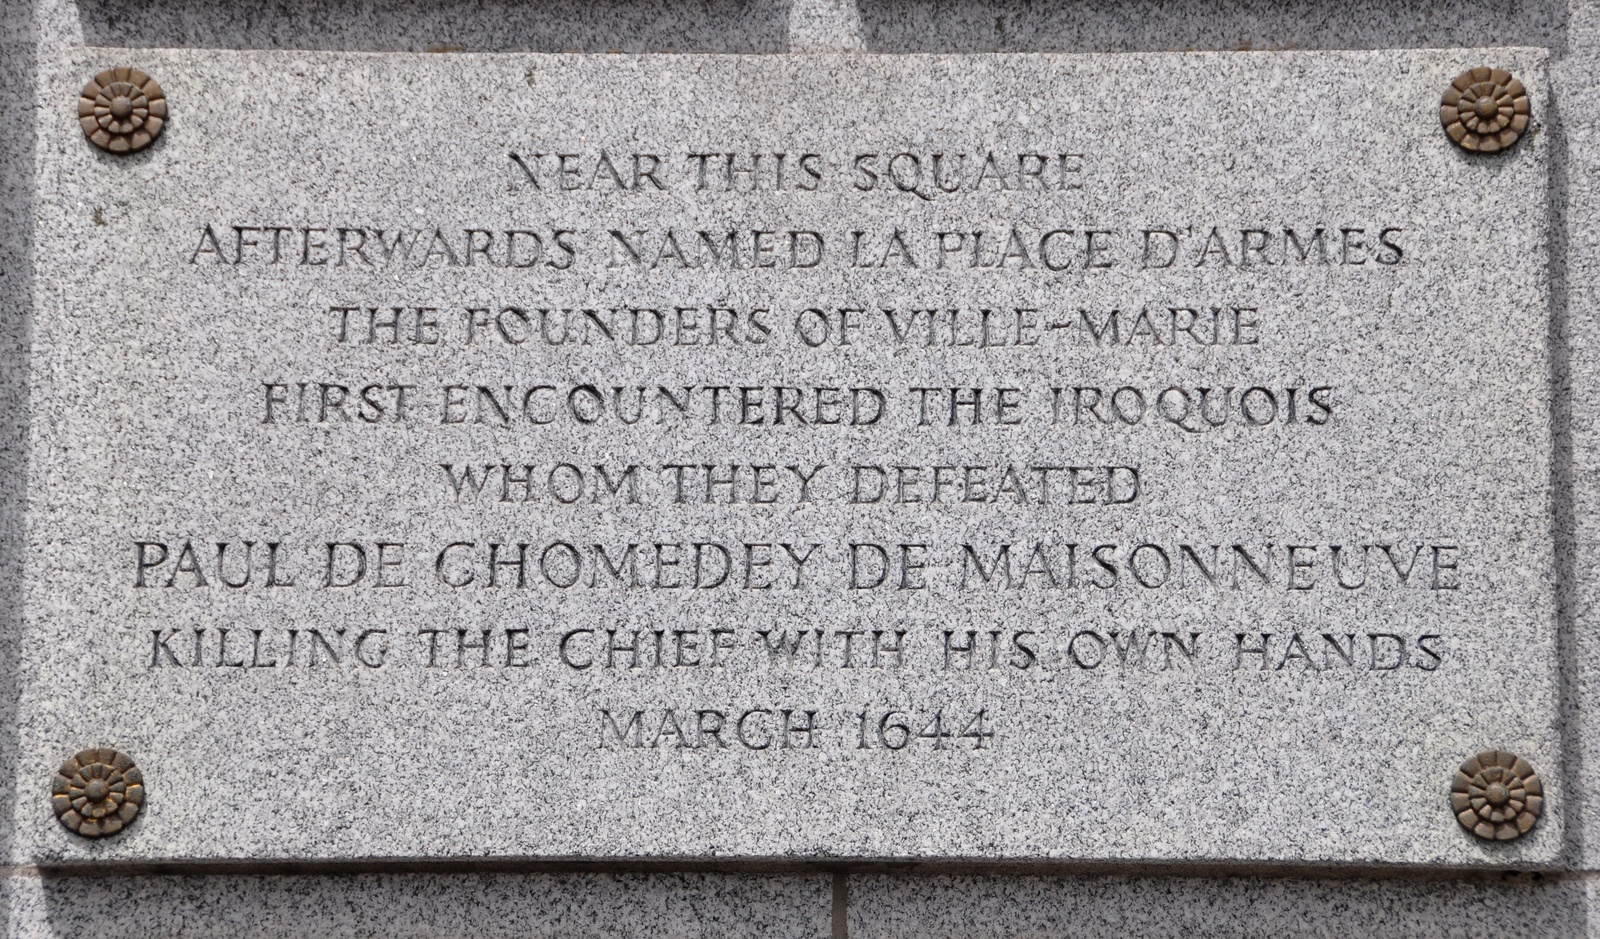 NEAR THIS SQUARE
AFTERWARDS NAMED LA PLACE D'ARMES
THE FOUNDERS OF VILLE-MARIE
FIRST ENCOUNTERED THE IROQUOIS
WHOM THEY DEFEATED
PAUL DE CHOMEDEY DE MAISONNEUVE
KILLING THE CHIEF WITH HIS OWN HANDS
MARCH 1644